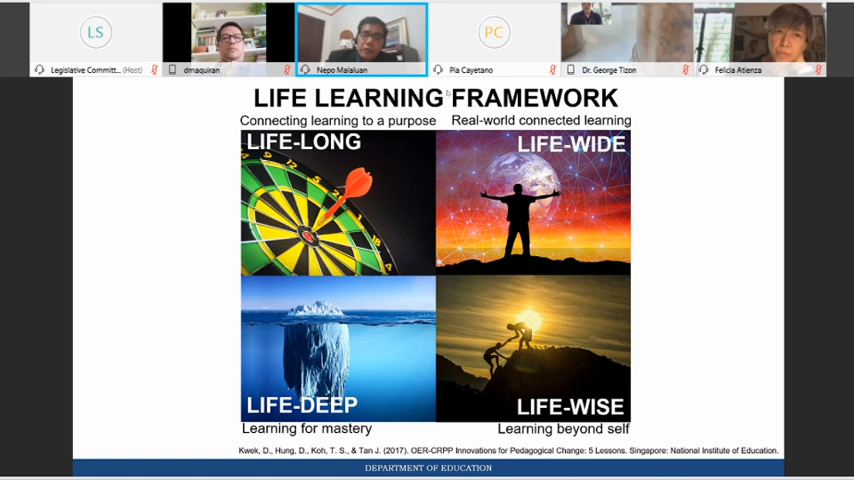 LS
PC
Legislative Committ... (Host)
dmaquiran
Nepo Malaluan
Pia Cayetano
Dr. George Tizon
Felicia Atienza
LIFE LEARNING FRAMEWORK
Connecting learning to a purpose
Real-world connected learning
LIFE-LONG
LIFE-WIDE
LIFE-DEEP
LIFE-WISE
Learning for mastery
Learning beyond self
Kwek, D., Hung, D., Koh, T. S., & Tan J. (2017). OER-CRPP Innovations for Pedagogical Change: 5 Lessons. Singapore: National Institute of Education.
DEPARTMENT OF EDUCATION